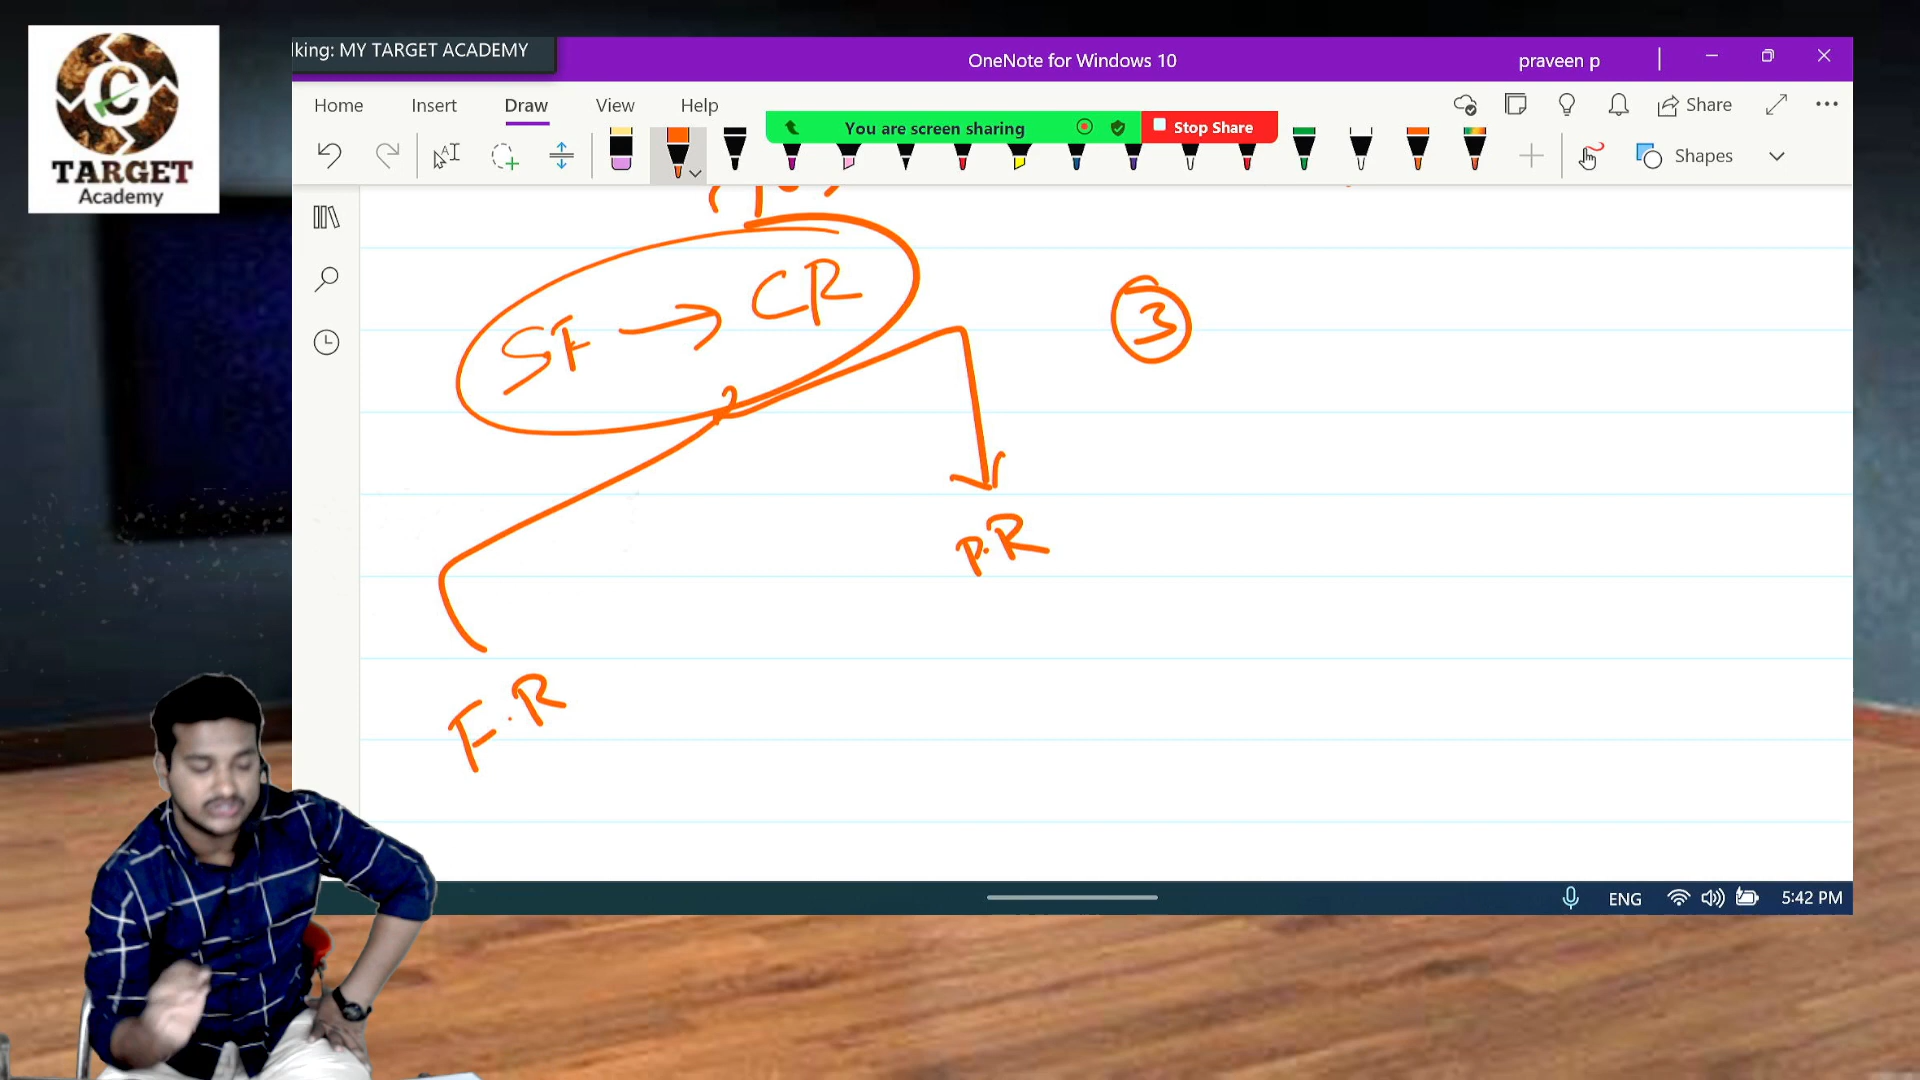 TARGET
Academy
lking: MY TARGET ACADEMY
OneNote for Windows 10
praveen p
Home Insert Draw View Help
You are screen sharing
Stop Share
Share
Shapes
SF → CR
3
P.R
F.R
ENG
5:42 PM